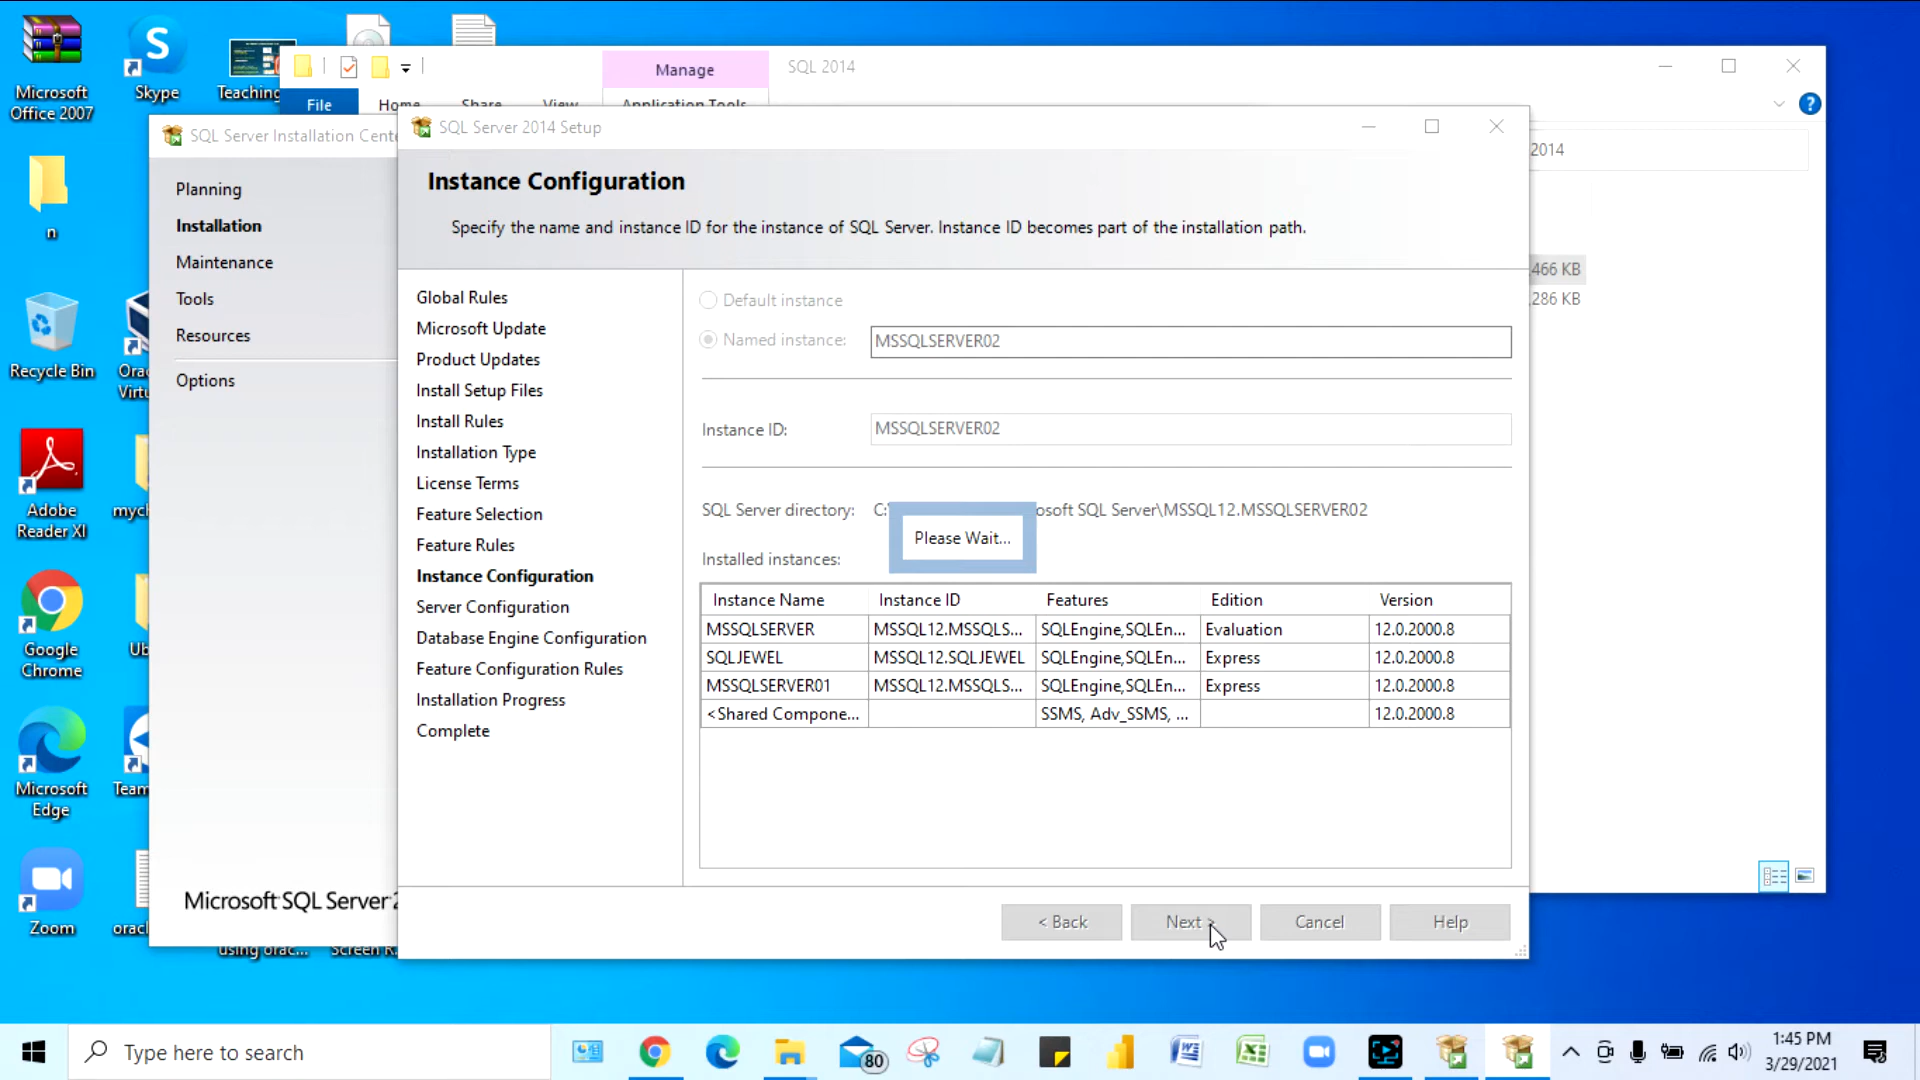 Microsoft
Office 2007
Skype
Teaching
n
Recycle Bin
Adobe
Reader XI
Google
Chrome
Microsoft
Edge
Team
Zoom
Manage
SQL 2014
File
Home
Share
View
Application Tools
2014
466 KB
,286 KB
SQL Server Installation Cente
Planning
Installation
Maintenance
Tools
Resources
Options
Microsoft SQL Server 2
SQL Server 2014 Setup
Instance Configuration
Specify the name and instance ID for the instance of SQL Server. Instance ID becomes part of the installation path.
Global Rules
Microsoft Update
Product Updates
Install Setup Files
Install Rules
Installation Type
License Terms
Feature Selection
Feature Rules
Instance Configuration
Server Configuration
Database Engine Configuration
Feature Configuration Rules
Installation Progress
Complete
Default instance
Named instance: MSSQLSERVER02
Instance ID: MSSQLSERVER02
SQL Server directory: C:\ osoft SQL Server\MSSQL12.MSSQLSERVER02
Please Wait...
Installed instances:
Instance Name Instance ID Features Edition Version
MSSQLSERVER MSSQL12.MSSQLS... SQLEngine,SQLEn... Evaluation 12.0.2000.8
SQLJEWEL MSSQL12.SQLJEWEL SQLEngine,SQLEn... Express 12.0.2000.8
MSSQLSERVER01 MSSQL12.MSSQLS... SQLEngine,SQLEn... Express 12.0.2000.8
<Shared Compone... SSMS, Adv_SSMS, ... 12.0.2000.8
< Back
Next >
Cancel
Help
using orac...
Type here to search
80
1:45 PM
3/29/2021